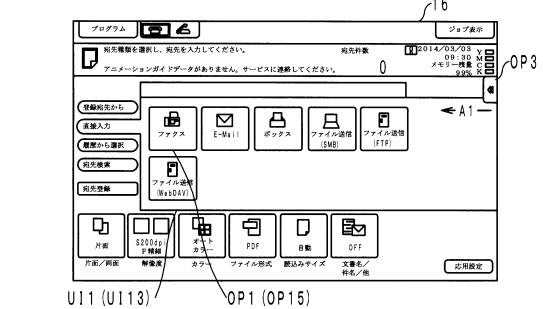 16
プログラム
ジョブ表示
宛先種類を選択し、宛先を入力してください。
宛先件数
2014/03/03
09:30
メモリー残量
99%
Y
M
C
K
アニメーションガイドデータがありません。サービスに連絡してください。
0
OP3
登録宛先から
直接入力
履歴から選択
宛先検索
宛先登録
A1
ファクス
E-Mail
ボックス
ファイル送信
(SMB)
ファイル送信
(FTP)
ファイル送信
(WebDAV)
片面
S200dpi
F精細
オート
カラー
PDF
自動
OFF
片面/両面
解像度
カラー
ファイル形式
読込みサイズ
文書名/
件名/他
応用設定
UI1(UI13)
OP1(OP15)